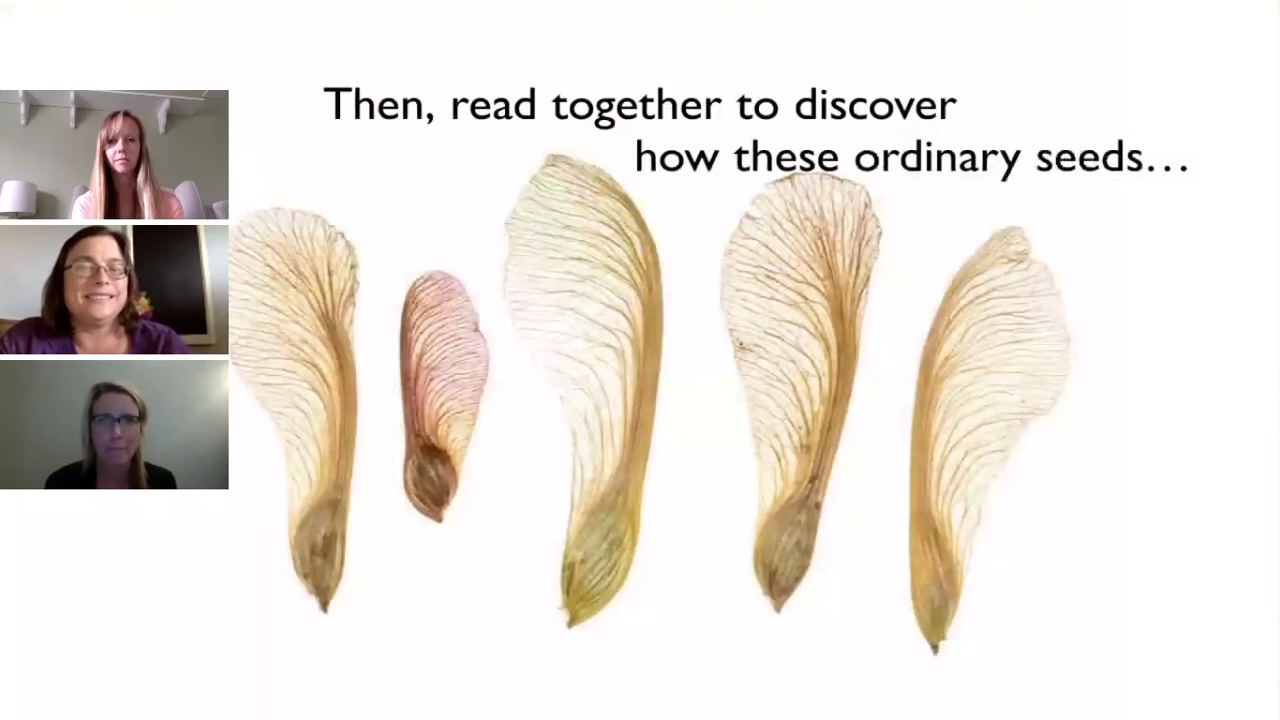 Then, read together to discover
how these ordinary seeds…